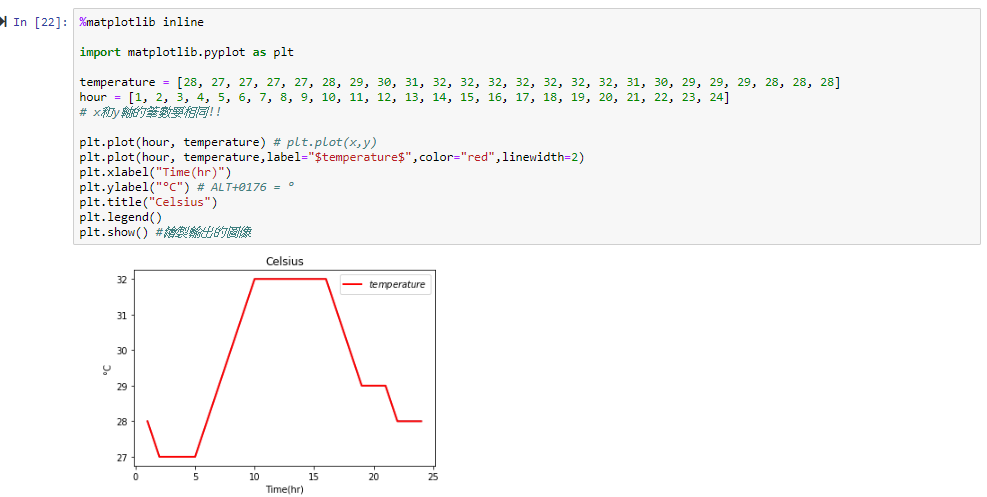 In [22]:
%matplotlib inline
import matplotlib.pyplot as plt
temperature = [28, 27, 27, 27, 27, 28, 29, 30, 31, 32, 32, 32, 32, 32, 32, 32, 31, 30, 29, 29, 29, 28, 28, 28]
hour = [1, 2, 3, 4, 5, 6, 7, 8, 9, 10, 11, 12, 13, 14, 15, 16, 17, 18, 19, 20, 21, 22, 23, 24]
# x和y軸的筆數要相同!!
plt.plot(hour, temperature) # plt.plot(x,y)
plt.plot(hour, temperature,label="$temperature$",color="red",linewidth=2)
plt.xlabel("Time(hr)")
plt.ylabel("°C") # ALT+0176 = °
plt.title("Celsius")
plt.legend()
plt.show() #繪製輸出的圖像
Celsius
temperature
32
31
30
29
28
27
°C
0 5 10 15 20 25
Time(hr)